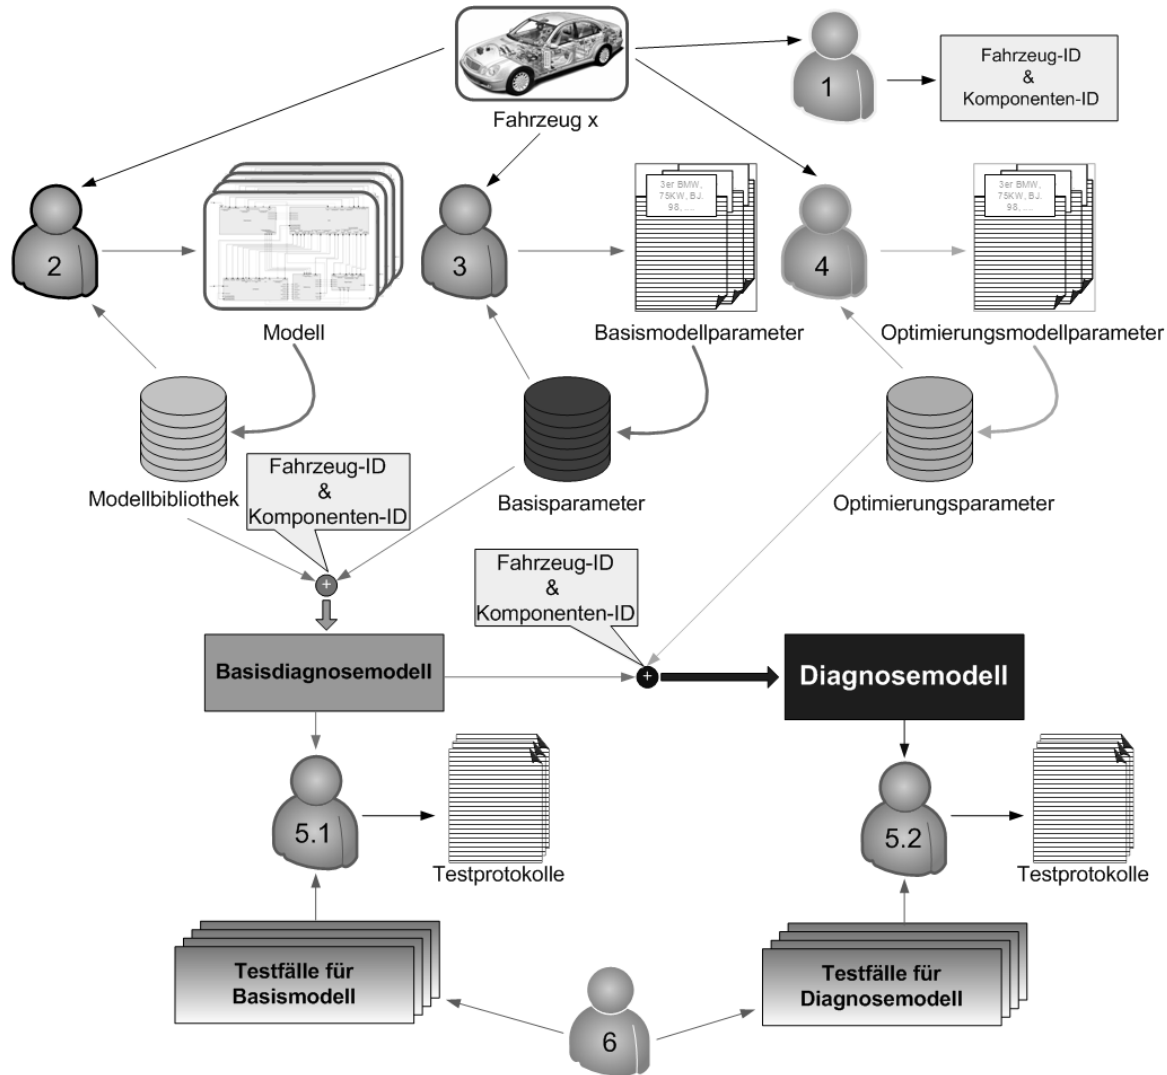 Fahrzeug x
1
Fahrzeug-ID
&
Komponenten-ID
2
Modell
3
3er BMW,
75KW, BJ.
98, ....
Basismodellparameter
4
3er BMW,
75KW, BJ.
98, ....
Optimierungsmodellparameter
Modellbibliothek
Fahrzeug-ID
&
Komponenten-ID
Basisparameter
Optimierungsparameter
+
Fahrzeug-ID
&
Komponenten-ID
Basisdiagnosemodell
+
Diagnosemodell
5.1
Testprotokolle
5.2
Testprotokolle
Testfälle für
Basismodell
6
Testfälle für
Diagnosemodell